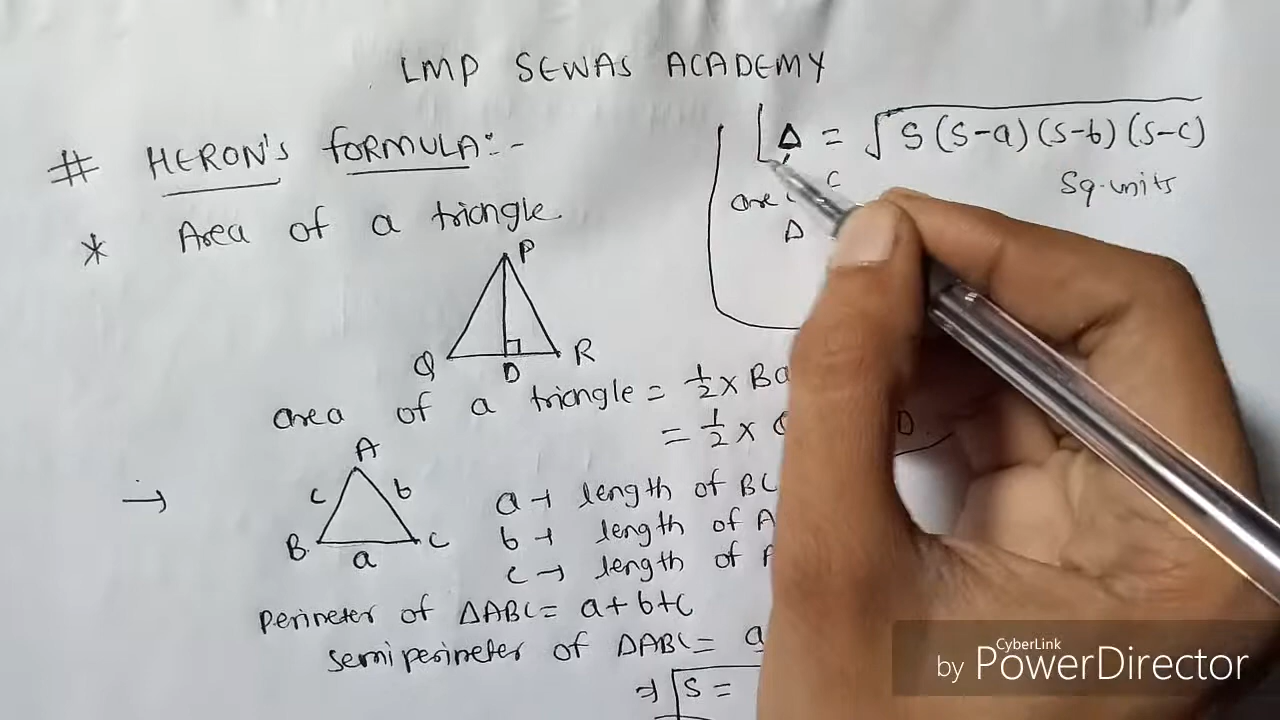 LMP SEWAS ACADEMY
# HERON'S FORMULA:-
* Area of a triangle
P
Q D R
Δ = √S(S-a)(S-b)(S-c)
Sq.units
Δ
area of a triangle = 1/2 x
= 1/2 x
A
c b
B a C
a → length of BC
b → length of
c → length of
perimeter of ΔABC = a+b+c
semiperimeter of ΔABC =
⇒ S =
by CyberLink PowerDirector